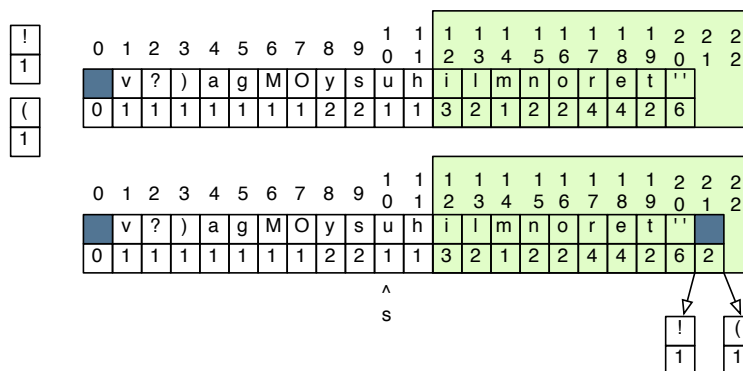 !
1
(
1
0 1 2 3 4 5 6 7 8 9 10 11 12 13 14 15 16 17 18 19 20 21 22
v ? ) a g M O y s u h i l m n o r e t ' '
0 1 1 1 1 1 1 1 2 2 1 1 3 2 1 2 2 4 4 2 6
0 1 2 3 4 5 6 7 8 9 10 11 12 13 14 15 16 17 18 19 20 21 22
v ? ) a g M O y s u h i l m n o r e t ' '
0 1 1 1 1 1 1 1 2 2 1 1 3 2 1 2 2 4 4 2 6 2
^
s
! (
1 1